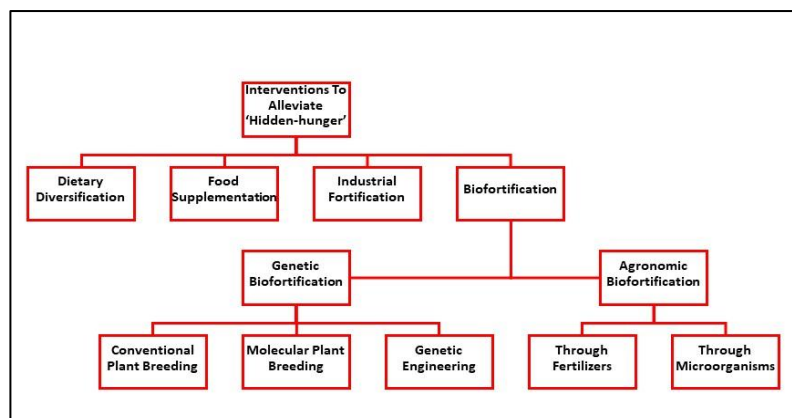 Interventions To
Alleviate
‘Hidden-hunger’
Dietary
Diversification
Food
Supplementation
Industrial
Fortification
Biofortification
Genetic
Biofortification
Agronomic
Biofortification
Conventional
Plant Breeding
Molecular Plant
Breeding
Genetic
Engineering
Through
Fertilizers
Through
Microorganisms